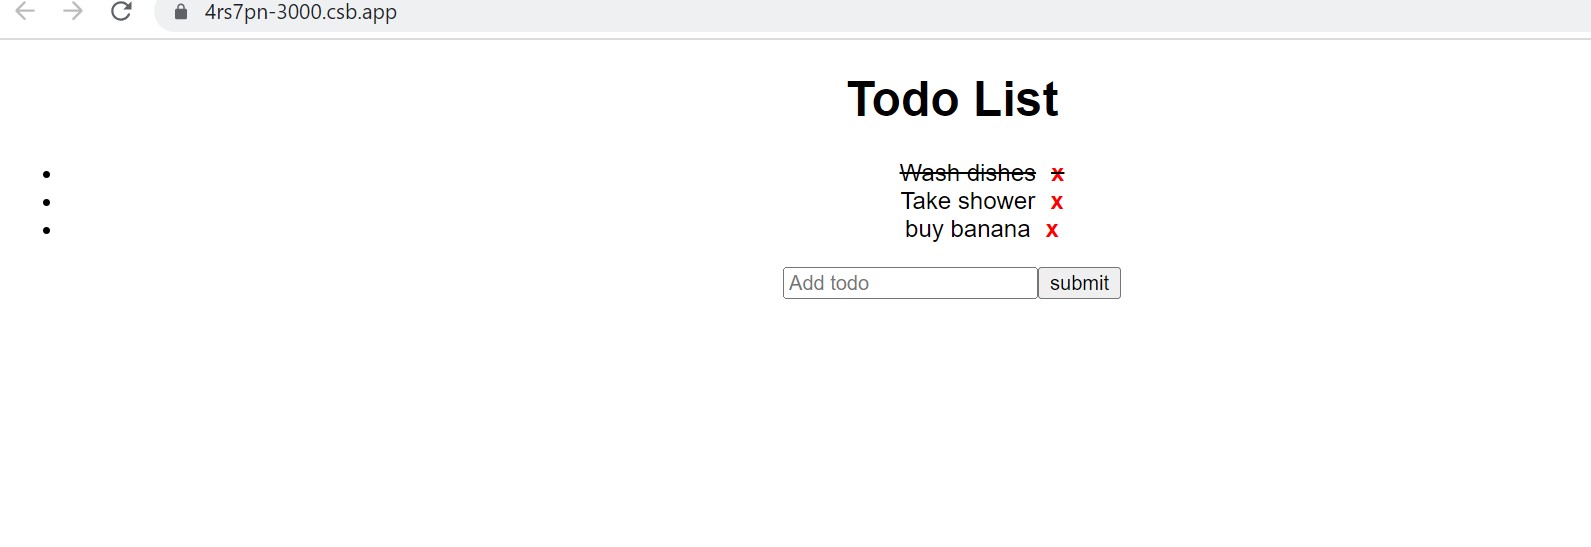 4rs7pn-3000.csb.app
Todo List
Wash dishes x
Take shower x
buy banana x
Add todo submit